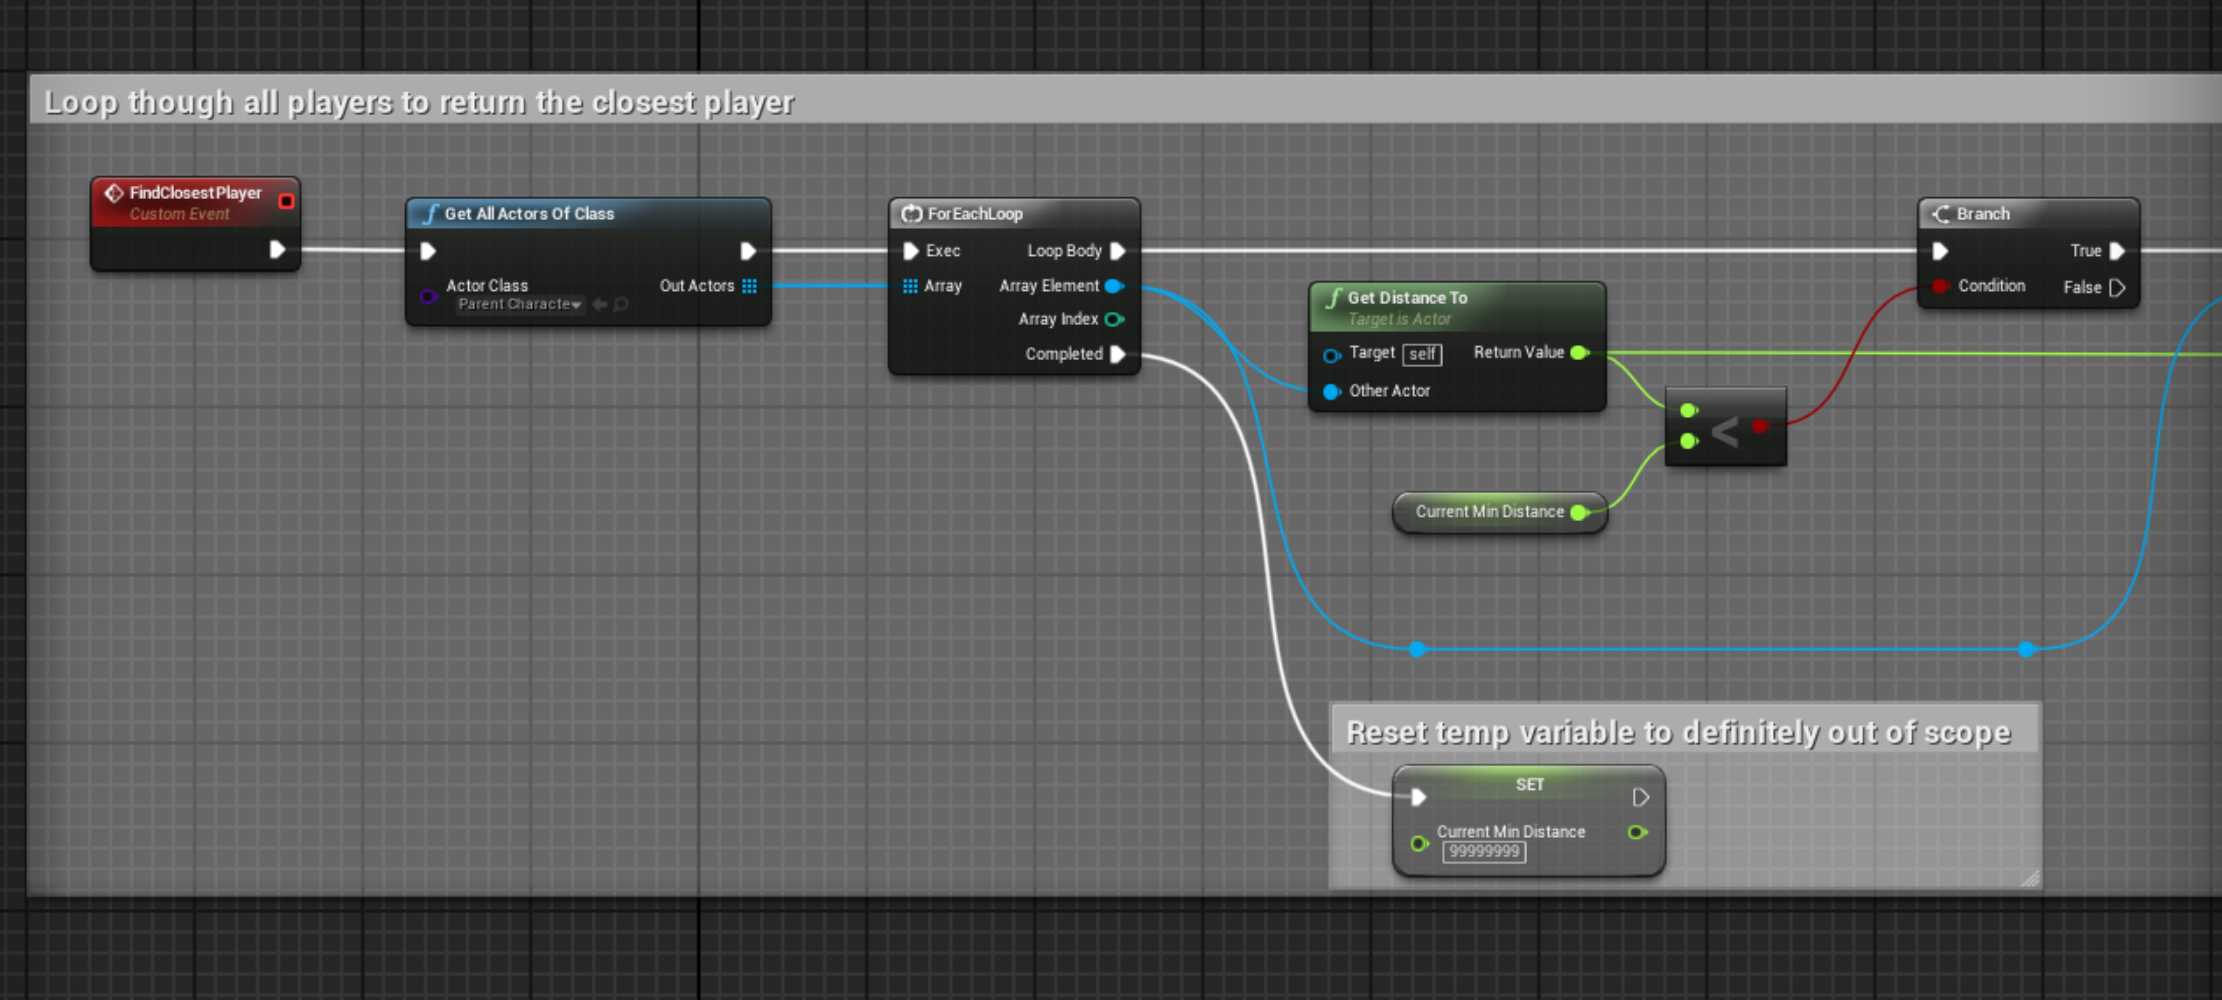 Loop though all players to return the closest player
FindClosestPlayer
Custom Event
Get All Actors Of Class
Actor Class
Parent Characte
Out Actors
ForEachLoop
Exec
Loop Body
Array
Array Element
Array Index
Completed
Get Distance To
Target is Actor
Target
self
Return Value
Other Actor
<
Current Min Distance
Branch
True
Condition
False
Reset temp variable to definitely out of scope
SET
Current Min Distance
99999999